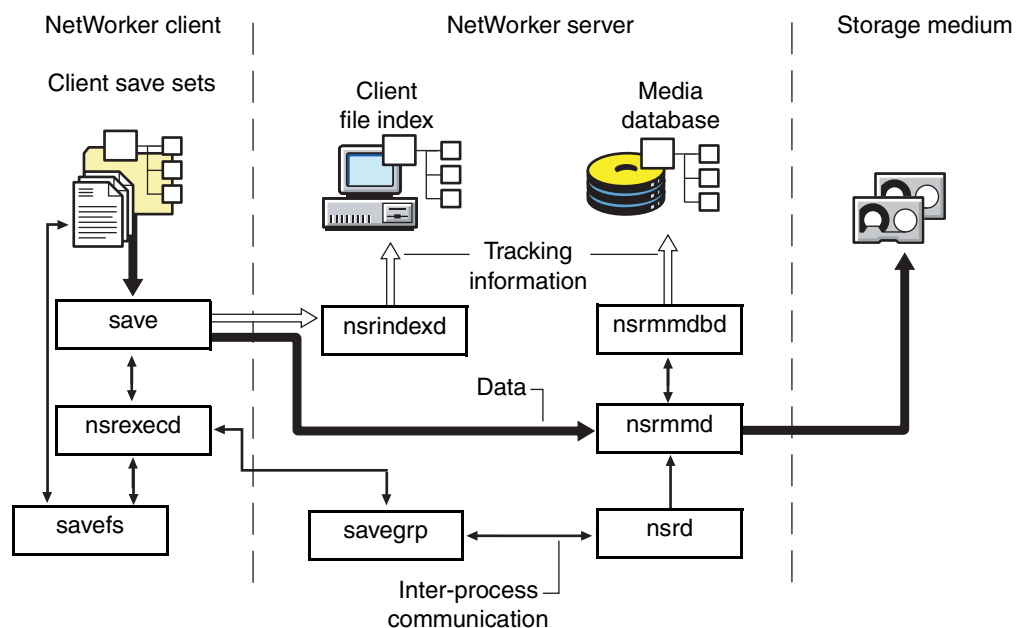 NetWorker client
NetWorker server
Storage medium
Client save sets
Client
file index
Media
database
Tracking
information
save
nsrindexd
nsrmmdbd
Data
nsrexecd
nsrmmd
savefs
savegrp
nsrd
Inter-process
communication